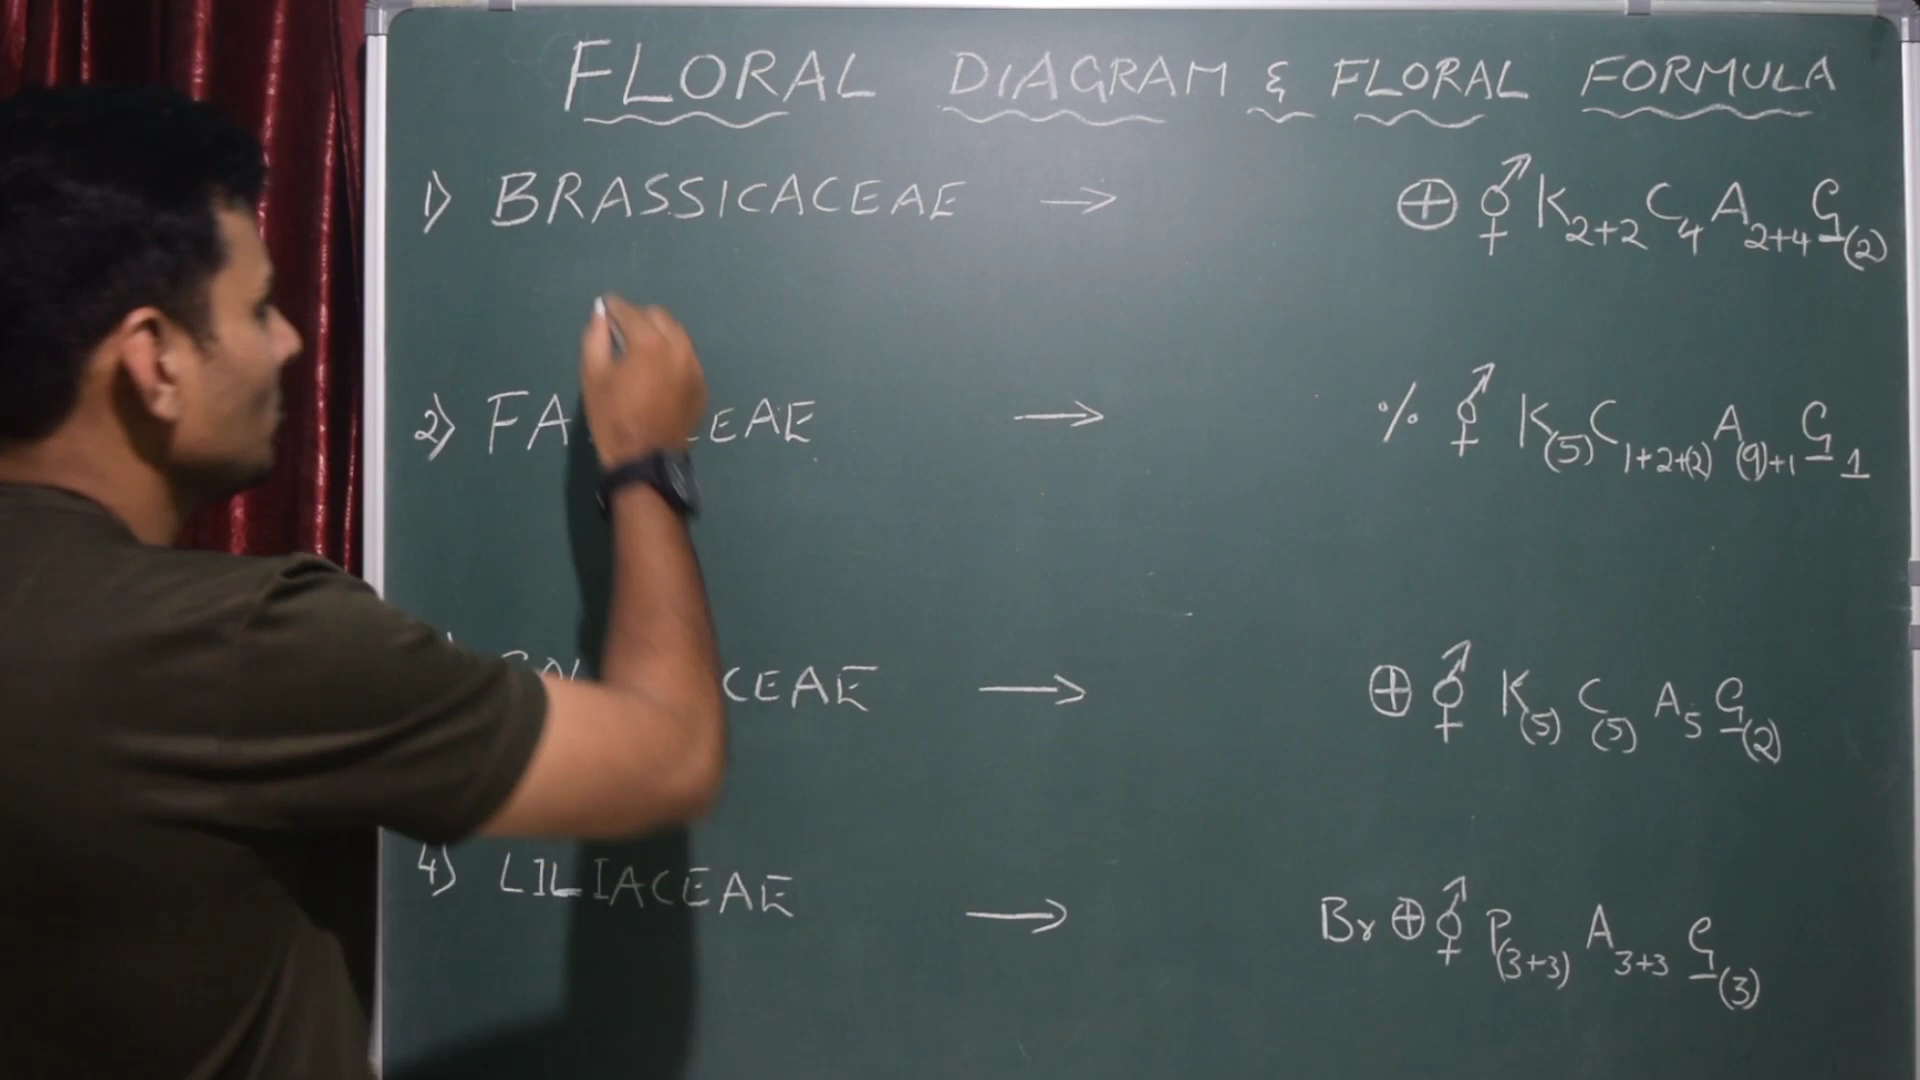 FLORAL DIAGRAM & FLORAL FORMULA
1) BRASSICACEAE → ⊕ ⚥ K2+2 C4 A2+4 G(2)
2) → % ⚥ K(5) C1+2+(2) A(9)+1 G1
→ ⊕ ⚥ K(5) C(5) A5 G(2)
4) LILIACEAE → Br ⊕ ⚥ P(3+3) A3+3 G(3)